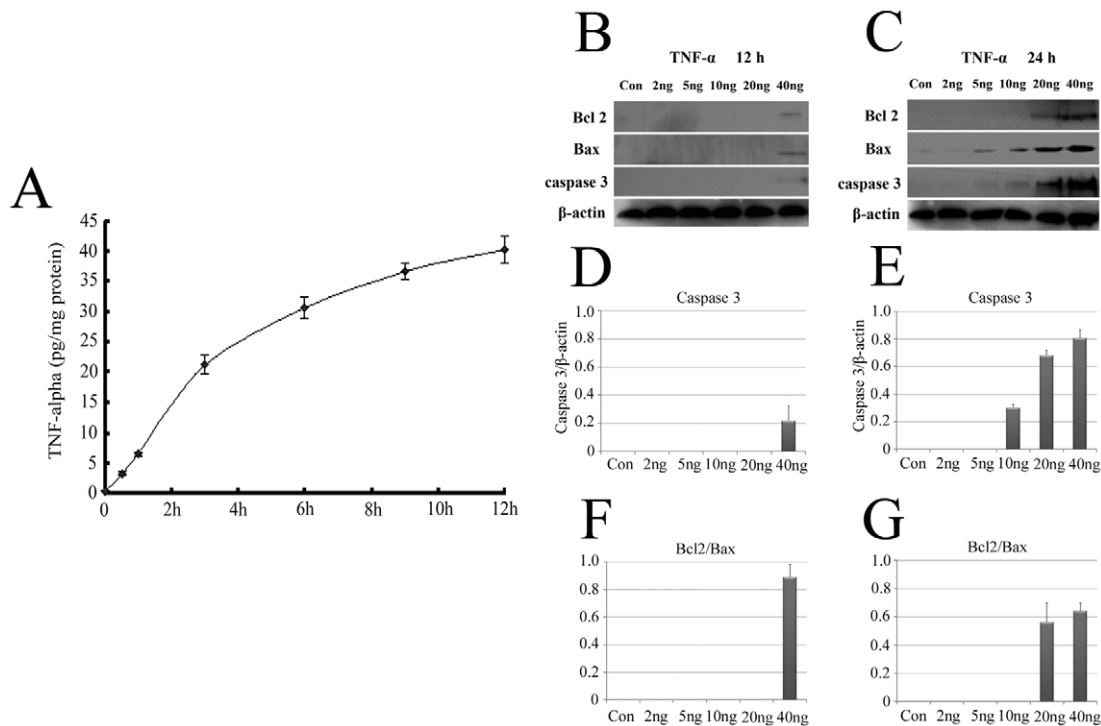 A
TNF-alpha (pg/mg protein)
45
40
35
30
25
20
15
10
5
0
0 2h 4h 6h 8h 10h 12h
B
TNF-α 12 h
Con 2ng 5ng 10ng 20ng 40ng
Bcl 2
Bax
caspase 3
β-actin
C
TNF-α 24 h
Con 2ng 5ng 10ng 20ng 40ng
Bcl 2
Bax
caspase 3
β-actin
D
Caspase 3
Caspase 3/β-actin
1.0
0.8
0.6
0.4
0.2
0
Con 2ng 5ng 10ng 20ng 40ng
E
Caspase 3
Caspase 3/β-actin
1.0
0.8
0.6
0.4
0.2
0
Con 2ng 5ng 10ng 20ng 40ng
F
Bcl2/Bax
1.0
0.8
0.6
0.4
0.2
0
Con 2ng 5ng 10ng 20ng 40ng
G
Bcl2/Bax
1.0
0.8
0.6
0.4
0.2
0
Con 2ng 5ng 10ng 20ng 40ng